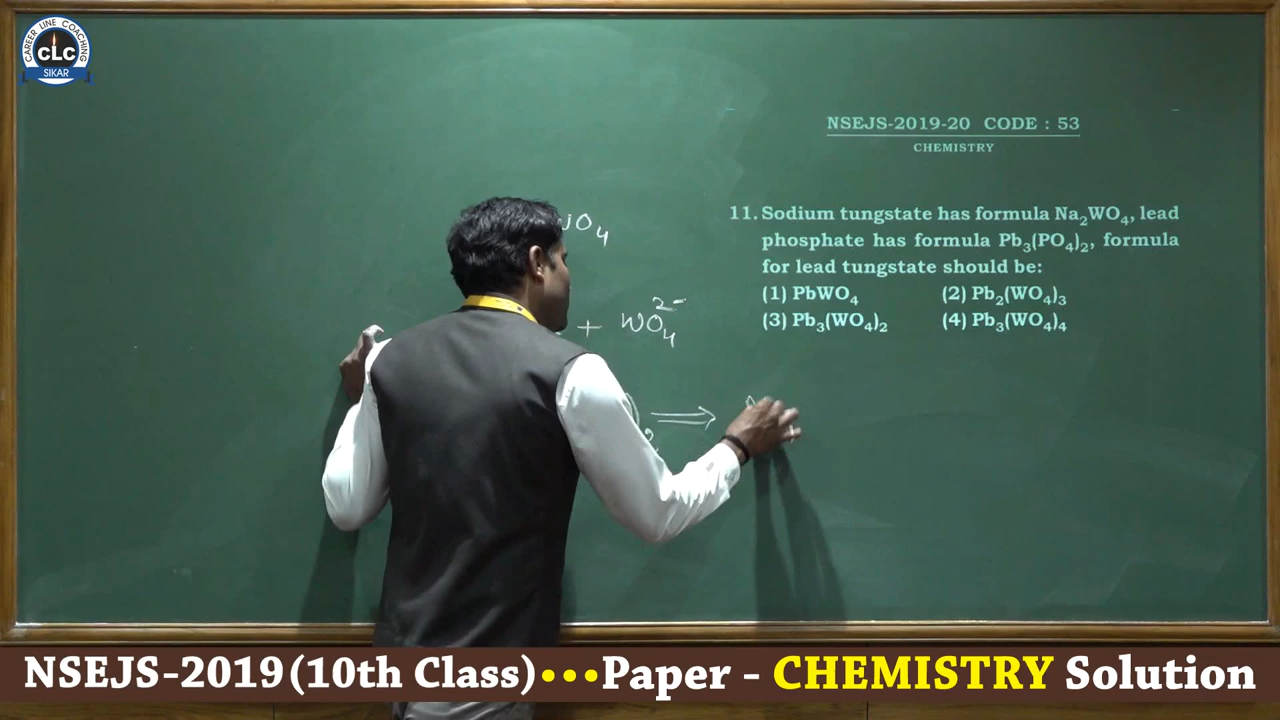 CAREER LINE COACHING
CLC
SIKAR
NSEJS-2019-20 CODE : 53
CHEMISTRY
11. Sodium tungstate has formula Na₂WO₄, lead
phosphate has formula Pb₃(PO₄)₂, formula
for lead tungstate should be:
(1) PbWO₄ (2) Pb₂(WO₄)₃
(3) Pb₃(WO₄)₂ (4) Pb₃(WO₄)₄
O₄
+ WO₄²⁻
)₂ ⟹
NSEJS-2019(10th Class)•••Paper - CHEMISTRY Solution